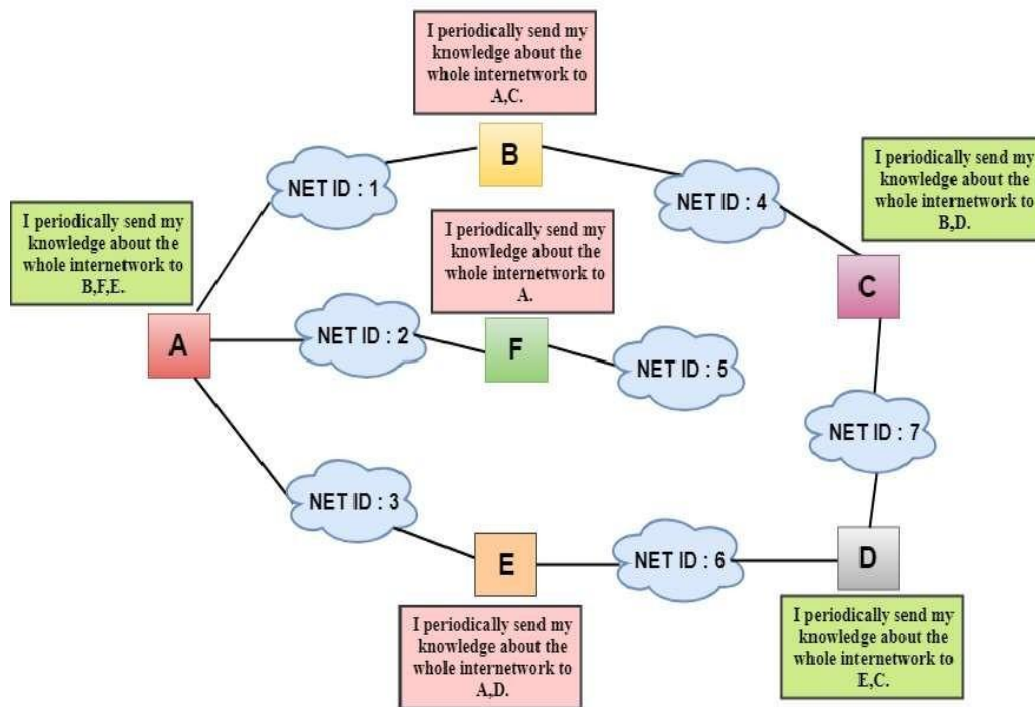 I periodically send my
knowledge about the
whole internetwork to
A,C.
B
NET ID : 1
NET ID : 4
I periodically send my
knowledge about the
whole internetwork to
B,D.
I periodically send my
knowledge about the
whole internetwork to
B,F,E.
I periodically send my
knowledge about the
whole internetwork to
A.
C
A
NET ID : 2
F
NET ID : 5
NET ID : 7
NET ID : 3
E
NET ID : 6
D
I periodically send my
knowledge about the
whole internetwork to
A,D.
I periodically send my
knowledge about the
whole internetwork to
E,C.